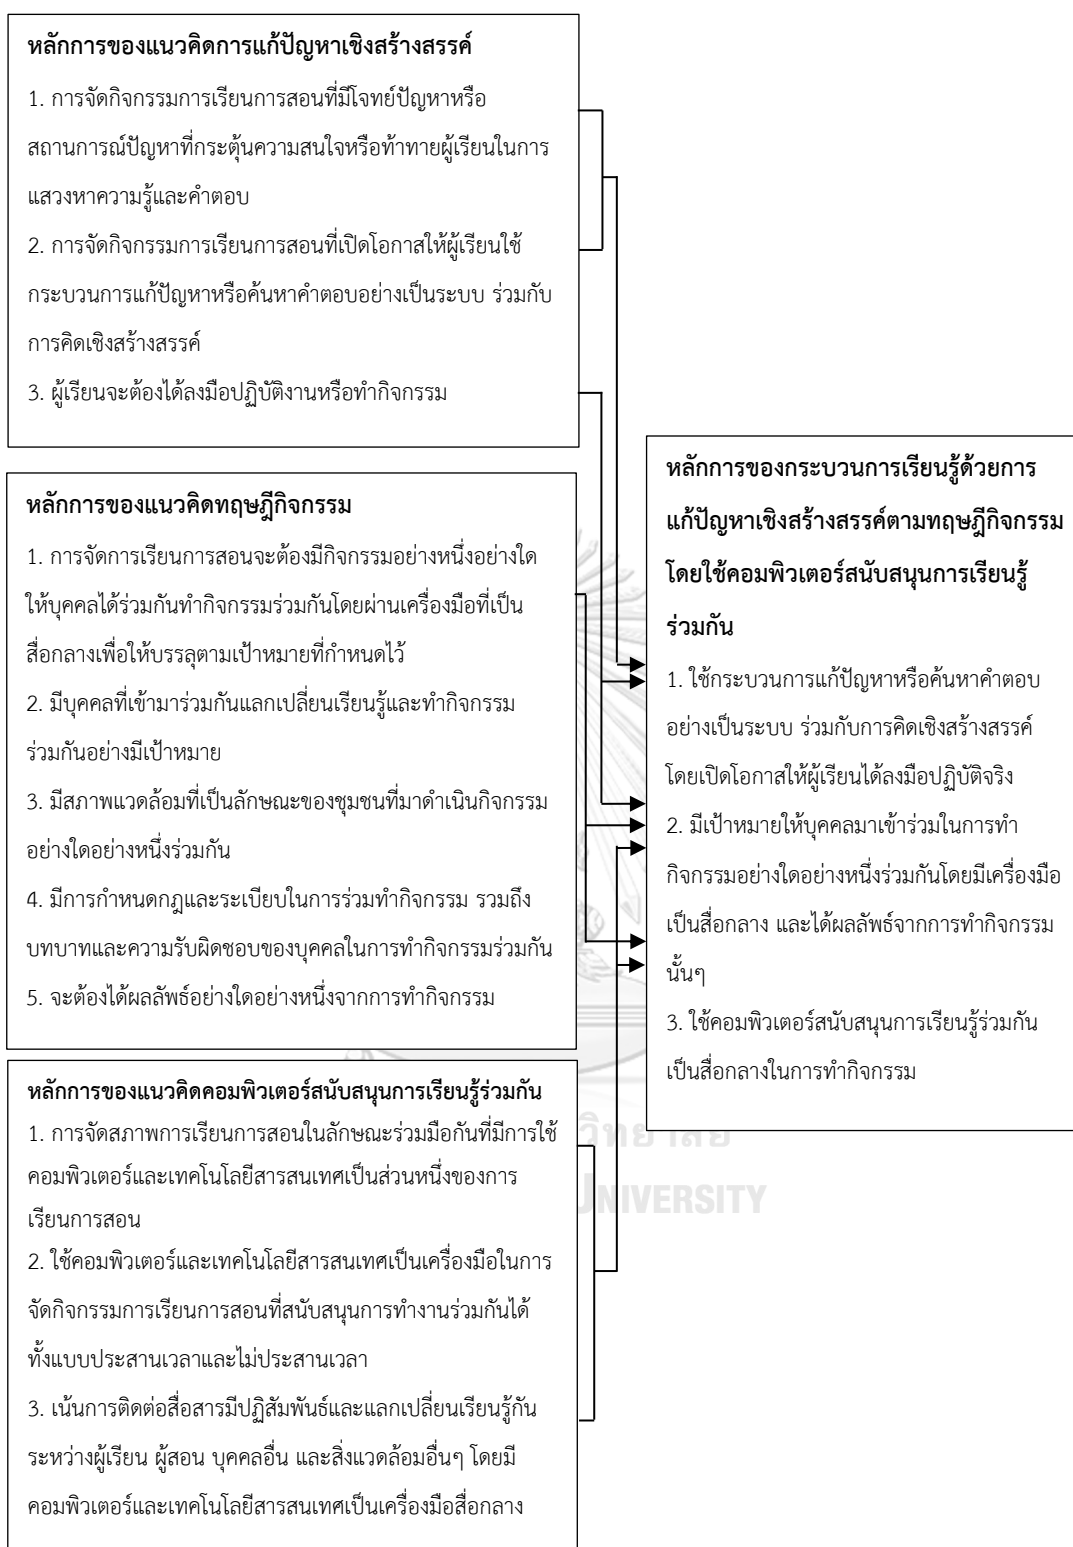 หลักการของแนวคิดการแก้ปัญหาเชิงสร้างสรรค์
1. การจัดกิจกรรมการเรียนการสอนที่มีโจทย์ปัญหาหรือ
สถานการณ์ปัญหาที่กระตุ้นความสนใจหรือท้าทายผู้เรียนในการ
แสวงหาความรู้และคำตอบ
2. การจัดกิจกรรมการเรียนการสอนที่เปิดโอกาสให้ผู้เรียนใช้
กระบวนการแก้ปัญหาหรือค้นหาคำตอบอย่างเป็นระบบ ร่วมกับ
การคิดเชิงสร้างสรรค์
3. ผู้เรียนจะต้องได้ลงมือปฏิบัติงานหรือทำกิจกรรม
หลักการของแนวคิดทฤษฎีกิจกรรม
1. การจัดการเรียนการสอนจะต้องมีกิจกรรมอย่างหนึ่งอย่างใด
ให้บุคคลได้ร่วมกันทำกิจกรรมร่วมกันโดยผ่านเครื่องมือที่เป็น
สื่อกลางเพื่อให้บรรลุตามเป้าหมายที่กำหนดไว้
2. มีบุคคลที่เข้ามาร่วมกันแลกเปลี่ยนเรียนรู้และทำกิจกรรม
ร่วมกันอย่างมีเป้าหมาย
3. มีสภาพแวดล้อมที่เป็นลักษณะของชุมชนที่มาดำเนินกิจกรรม
อย่างใดอย่างหนึ่งร่วมกัน
4. มีการกำหนดกฎและระเบียบในการร่วมทำกิจกรรม รวมถึง
บทบาทและความรับผิดชอบของบุคคลในการทำกิจกรรมร่วมกัน
5. จะต้องได้ผลลัพธ์อย่างใดอย่างหนึ่งจากการทำกิจกรรม
หลักการของแนวคิดคอมพิวเตอร์สนับสนุนการเรียนรู้ร่วมกัน
1. การจัดสภาพการเรียนการสอนในลักษณะร่วมมือกันที่มีการใช้
คอมพิวเตอร์และเทคโนโลยีสารสนเทศเป็นส่วนหนึ่งของการ
เรียนการสอน
2. ใช้คอมพิวเตอร์และเทคโนโลยีสารสนเทศเป็นเครื่องมือในการ
จัดกิจกรรมการเรียนการสอนที่สนับสนุนการทำงานร่วมกันได้
ทั้งแบบประสานเวลาและไม่ประสานเวลา
3. เน้นการติดต่อสื่อสารมีปฏิสัมพันธ์และแลกเปลี่ยนเรียนรู้กัน
ระหว่างผู้เรียน ผู้สอน บุคคลอื่น และสิ่งแวดล้อมอื่นๆ โดยมี
คอมพิวเตอร์และเทคโนโลยีสารสนเทศเป็นเครื่องมือสื่อกลาง
หลักการของกระบวนการเรียนรู้ด้วยการ
แก้ปัญหาเชิงสร้างสรรค์ตามทฤษฎีกิจกรรม
โดยใช้คอมพิวเตอร์สนับสนุนการเรียนรู้
ร่วมกัน
1. ใช้กระบวนการแก้ปัญหาหรือค้นหาคำตอบ
อย่างเป็นระบบ ร่วมกับการคิดเชิงสร้างสรรค์
โดยเปิดโอกาสให้ผู้เรียนได้ลงมือปฏิบัติจริง
2. มีเป้าหมายให้บุคคลมาเข้าร่วมในการทำ
กิจกรรมอย่างใดอย่างหนึ่งร่วมกันโดยมีเครื่องมือ
เป็นสื่อกลาง และได้ผลลัพธ์จากการทำกิจกรรม
นั้นๆ
3. ใช้คอมพิวเตอร์สนับสนุนการเรียนรู้ร่วมกัน
เป็นสื่อกลางในการทำกิจกรรม
UNIVERSITY